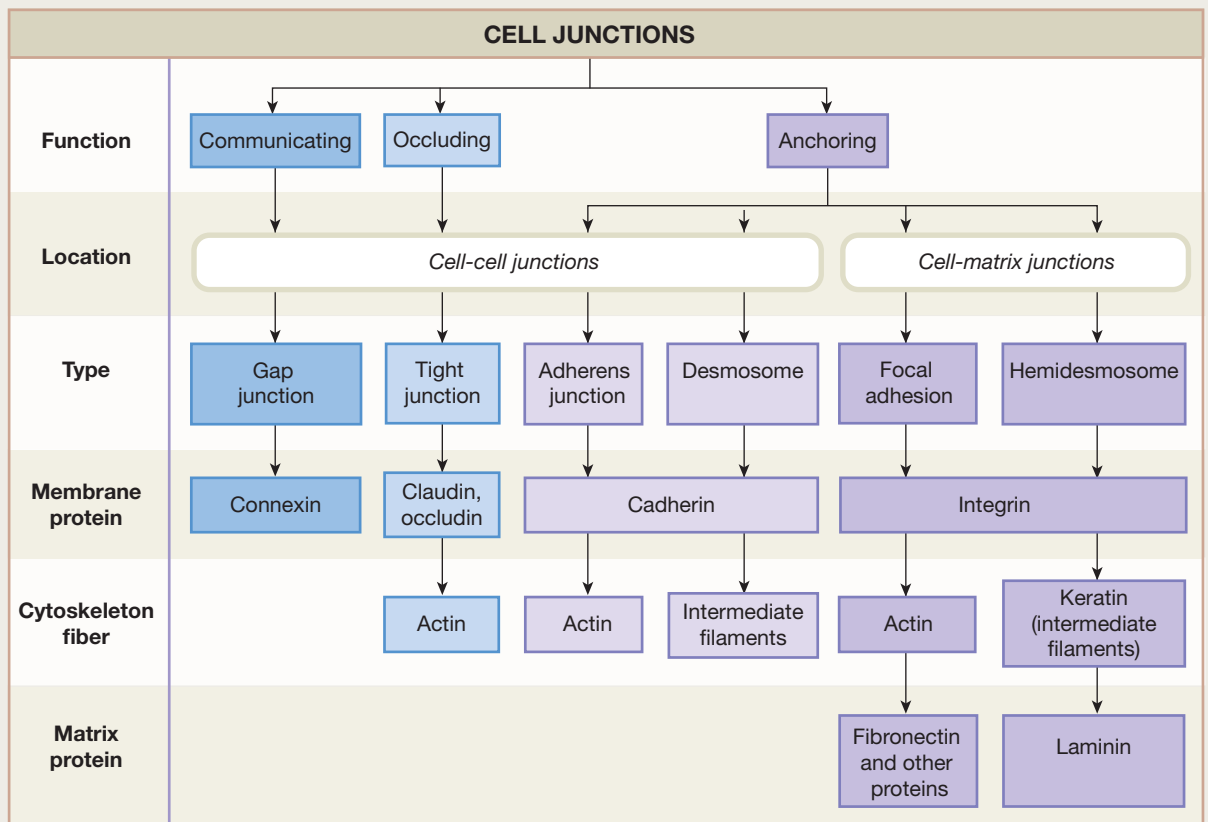 CELL JUNCTIONS
Function
Communicating
Occluding
Anchoring
Location
Cell-cell junctions
Cell-matrix junctions
Type
Gap
junction
Tight
junction
Adherens
junction
Desmosome
Focal
adhesion
Hemidesmosome
Membrane
protein
Connexin
Claudin,
occludin
Cadherin
Integrin
Cytoskeleton
fiber
Actin
Actin
Intermediate
filaments
Actin
Keratin
(intermediate
filaments)
Matrix
protein
Fibronectin
and other
proteins
Laminin